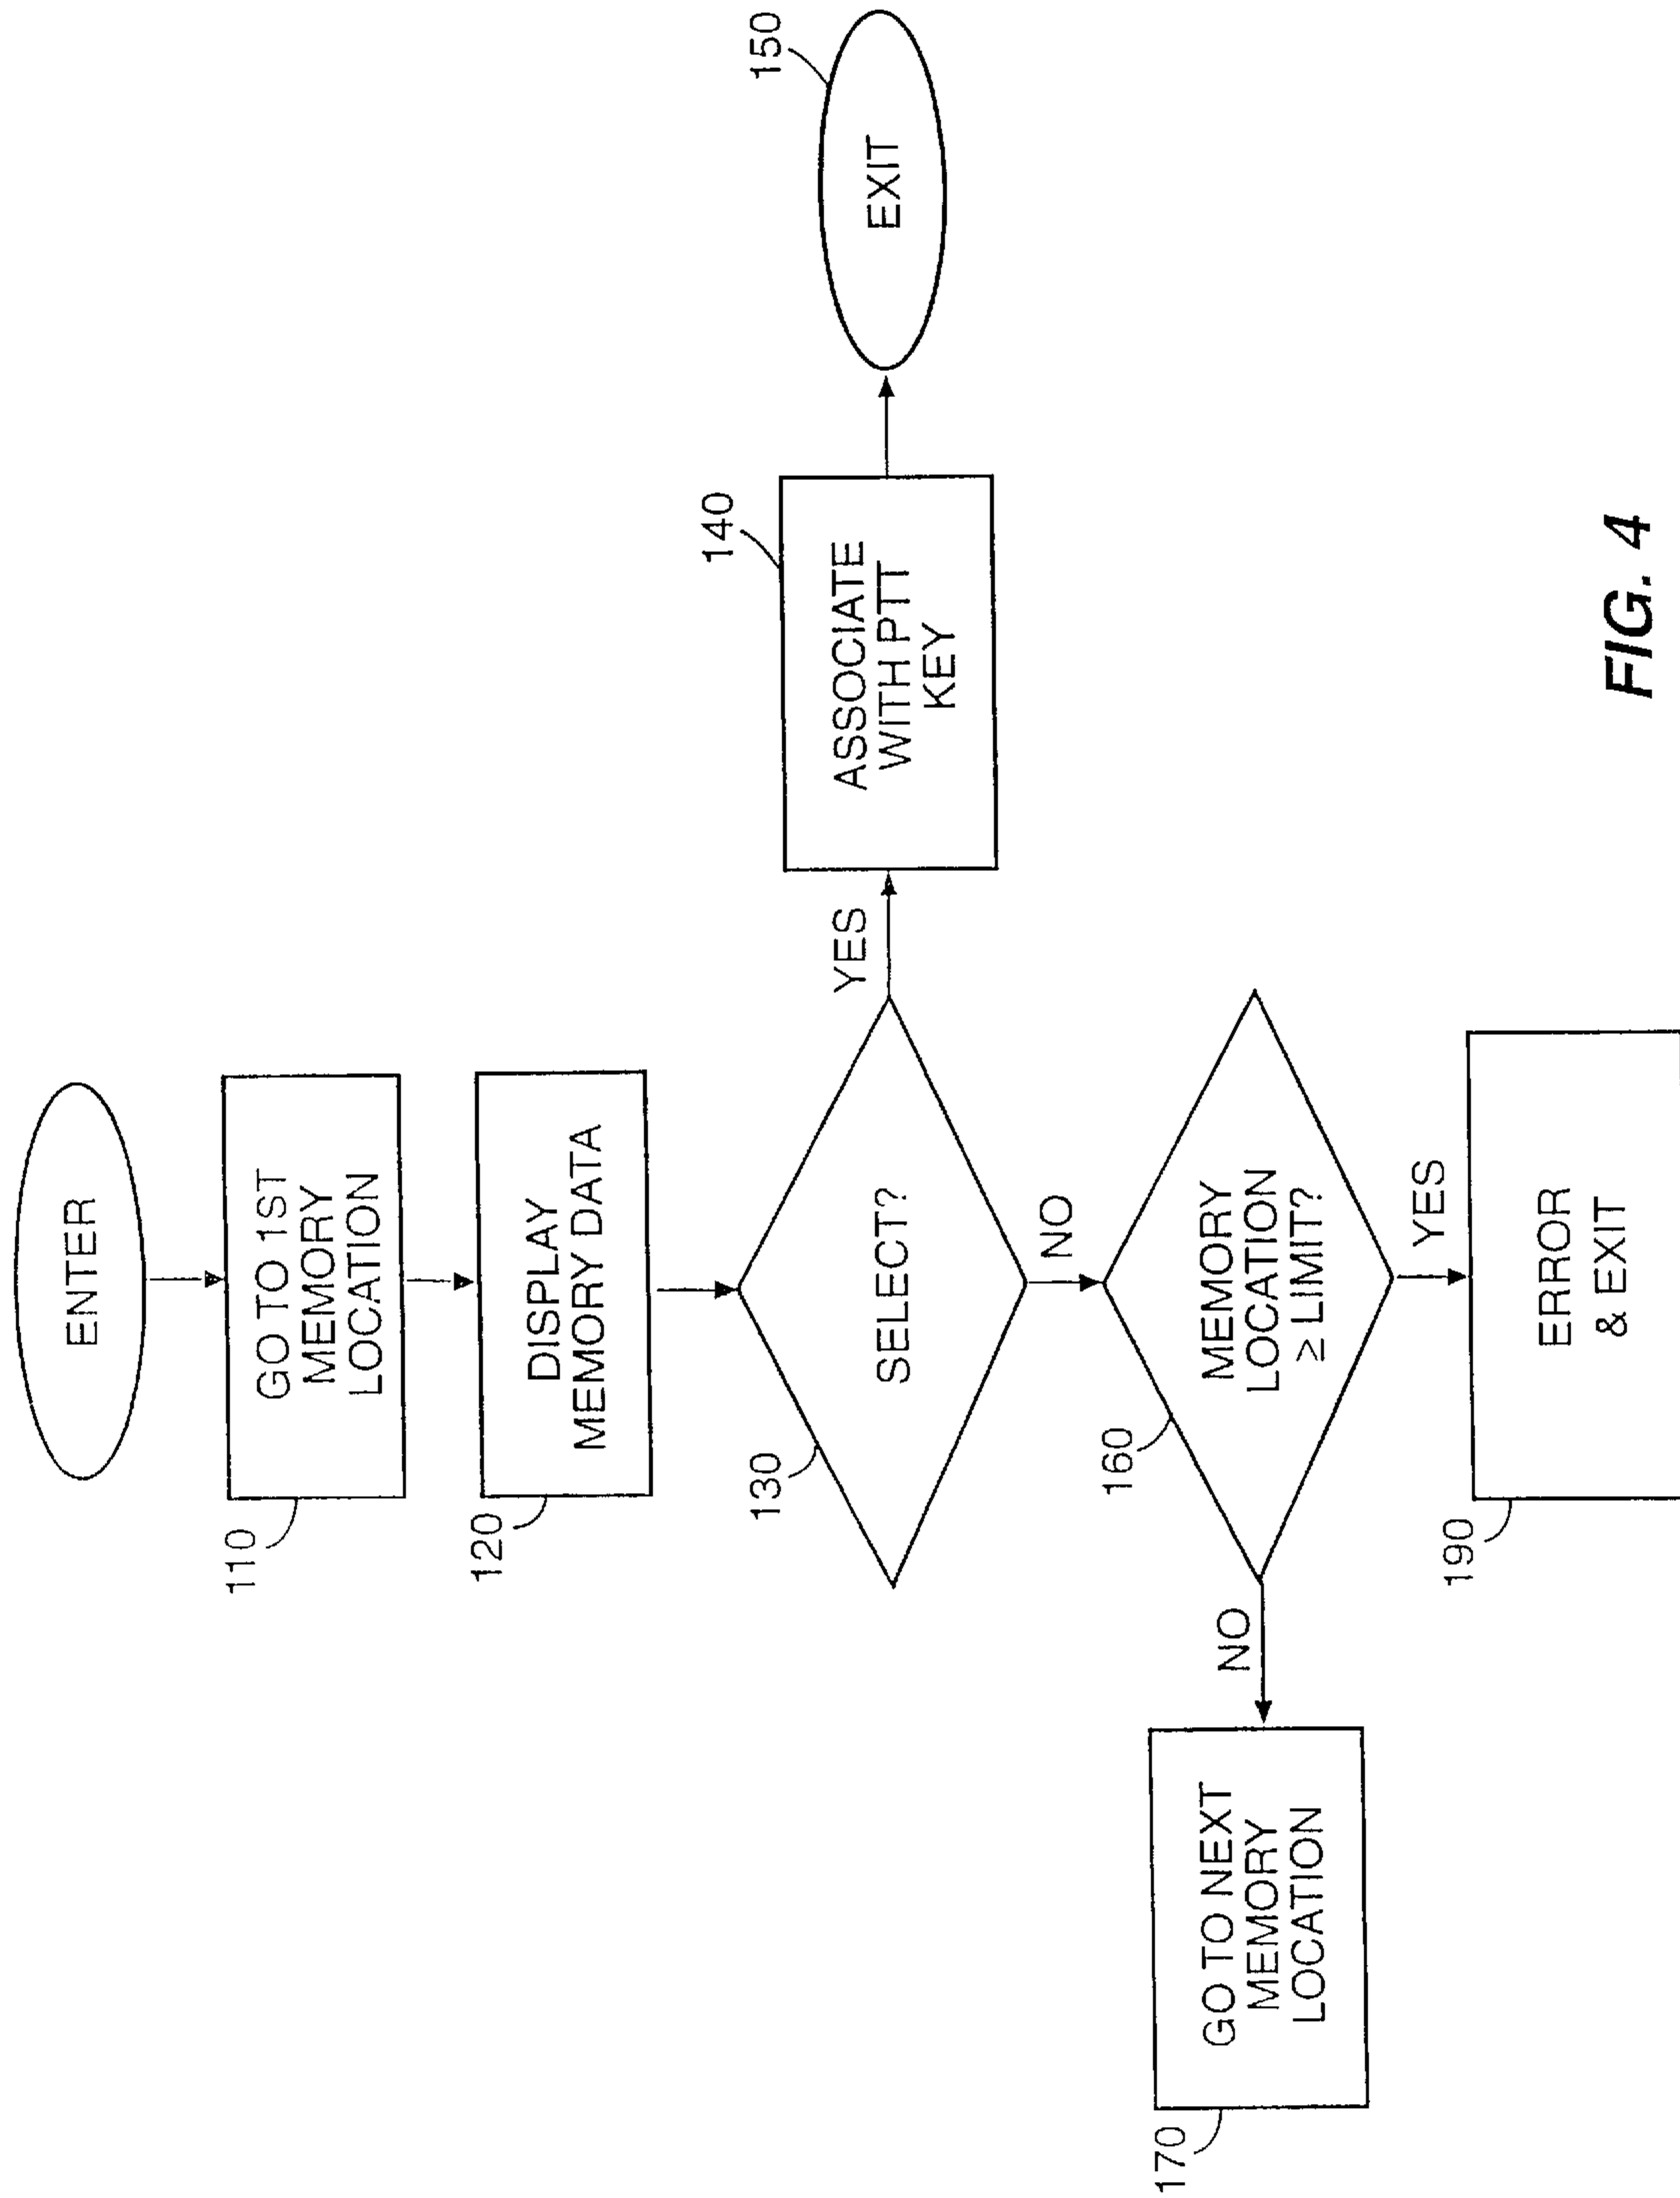 ENTER
110
GO TO 1ST
MEMORY
LOCATION
120
DISPLAY
MEMORY DATA
130
SELECT?
YES
140
ASSOCIATE
WITH PTT
KEY
150
EXIT
NO
160
MEMORY
LOCATION
≥ LIMIT?
NO
170
GO TO NEXT
MEMORY
LOCATION
YES
190
ERROR
& EXIT
FIG. 4